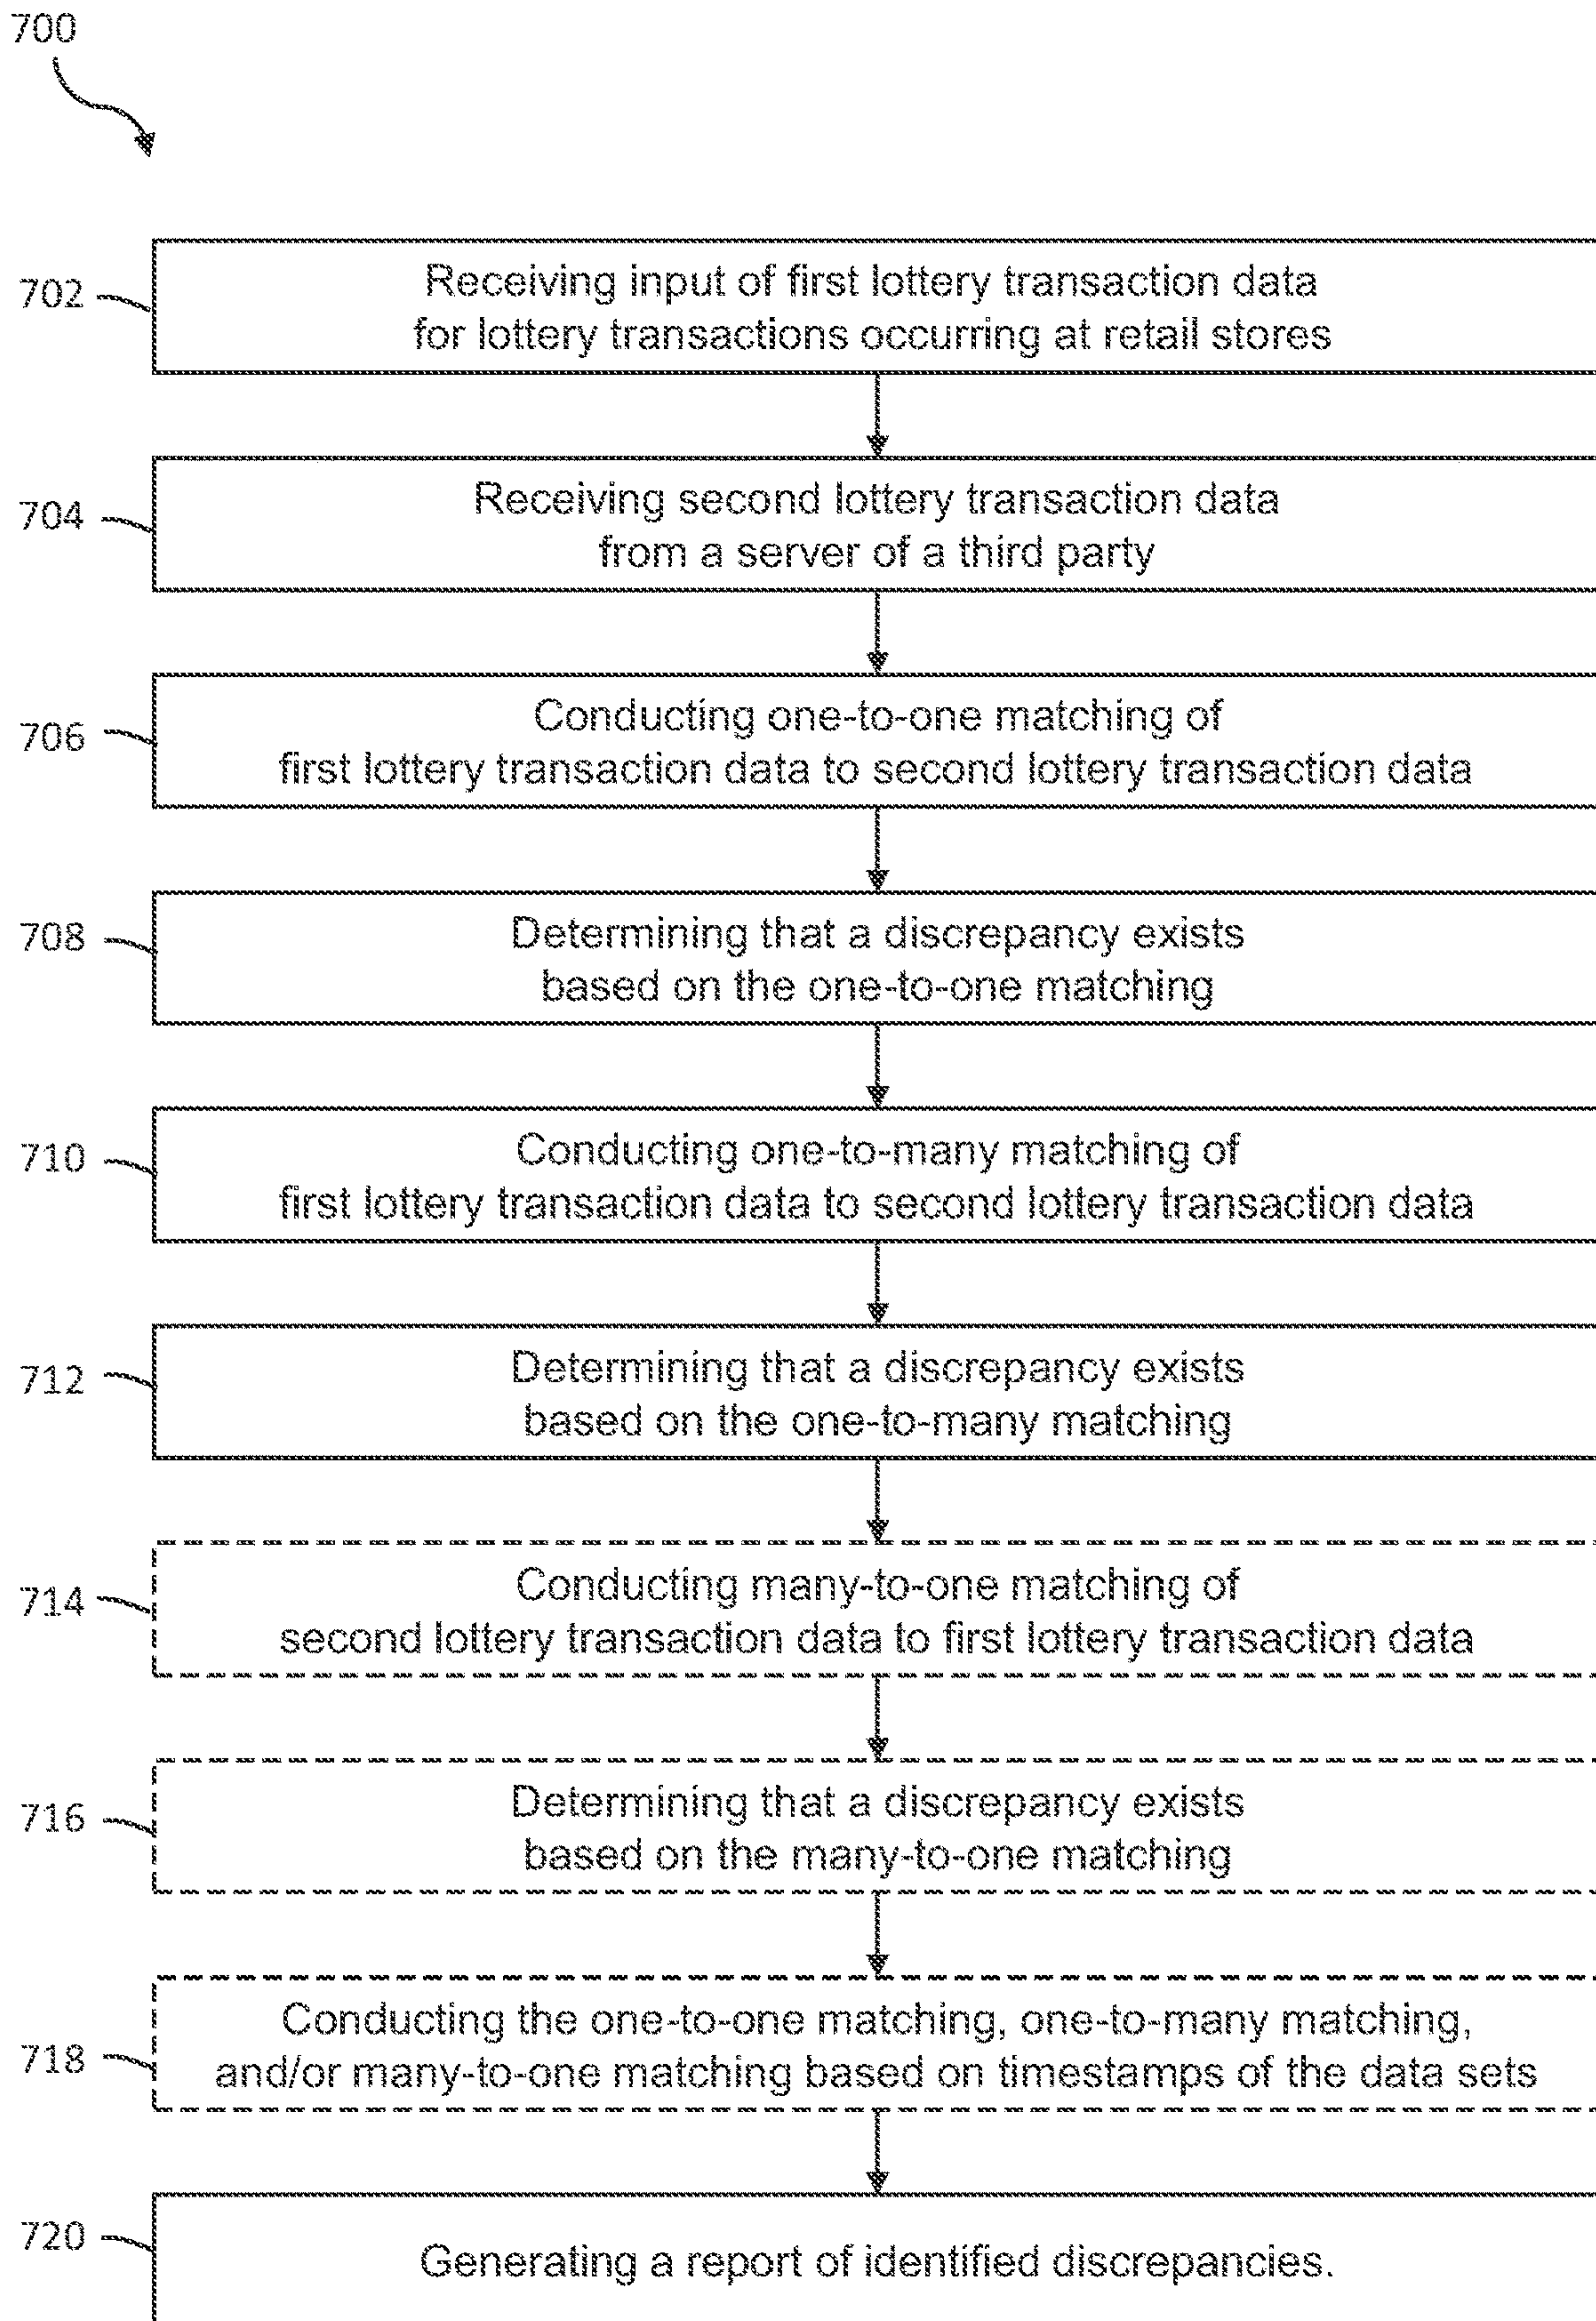 700
702
Receiving input of first lottery transaction data
for lottery transactions occurring at retail stores
704
Receiving second lottery transaction data
from a server of a third party
706
Conducting one-to-one matching of
first lottery transaction data to second lottery transaction data
708
Determining that a discrepancy exists
based on the one-to-one matching
710
Conducting one-to-many matching of
first lottery transaction data to second lottery transaction data
712
Determining that a discrepancy exists
based on the one-to-many matching
714
Conducting many-to-one matching of
second lottery transaction data to first lottery transaction data
716
Determining that a discrepancy exists
based on the many-to-one matching
718
Conducting the one-to-one matching, one-to-many matching,
and/or many-to-one matching based on timestamps of the data sets
720
Generating a report of identified discrepancies.